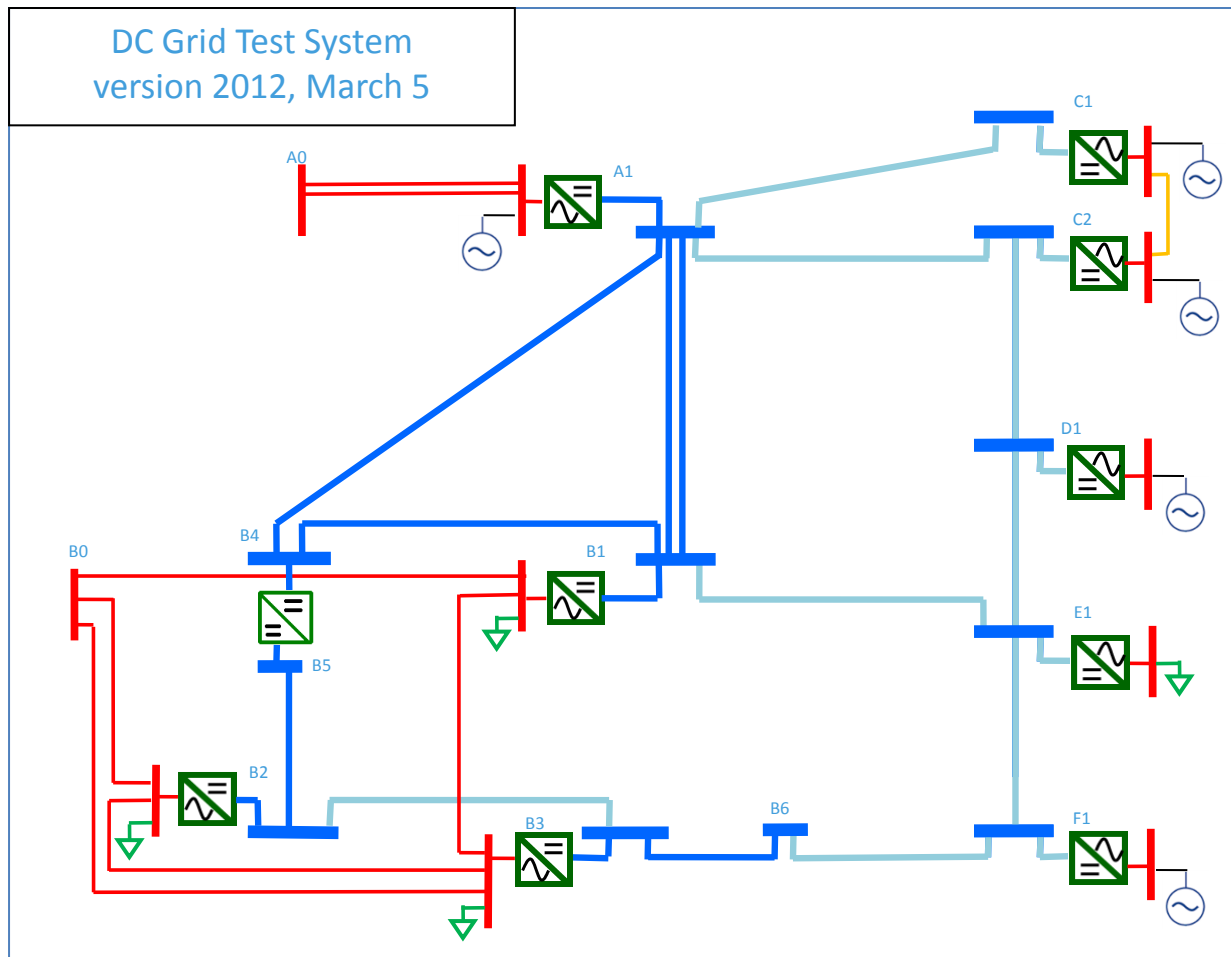 DC Grid Test System
version 2012, March 5
C1
A0
A1
C2
D1
B4
B0
B1
E1
B5
B2
B6
B3
F1